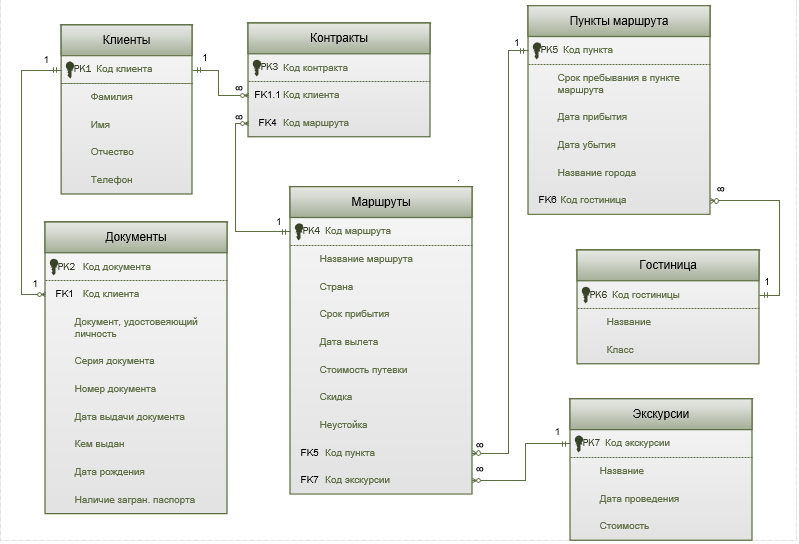 Клиенты
1
PK1 Код клиента
1
Фамилия
Имя
Отчество
Телефон
Контракты
PK3 Код контракта
∞
FK1.1 Код клиента
∞
FK4 Код маршрута
Пункты маршрута
1
PK5 Код пункта
Срок пребывания в пункте
маршрута
Дата прибытия
Дата убытия
Название города
FK6 Код гостиница
∞
Документы
PK2 Код документа
1
FK1 Код клиента
Документ, удостовеяющий
личность
Серия документа
Номер документа
Дата выдачи документа
Кем выдан
Дата рождения
Наличие загран. паспорта
Маршруты
1
PK4 Код маршрута
Название маршрута
Страна
Срок прибытия
Дата вылета
Стоимость путевки
Скидка
Неустойка
FK5 Код пункта
∞
FK7 Код экскурсии
∞
Гостиница
PK6 Код гостиницы
1
Название
Класс
Экскурсии
1
PK7 Код экскурсии
Название
Дата проведения
Стоимость